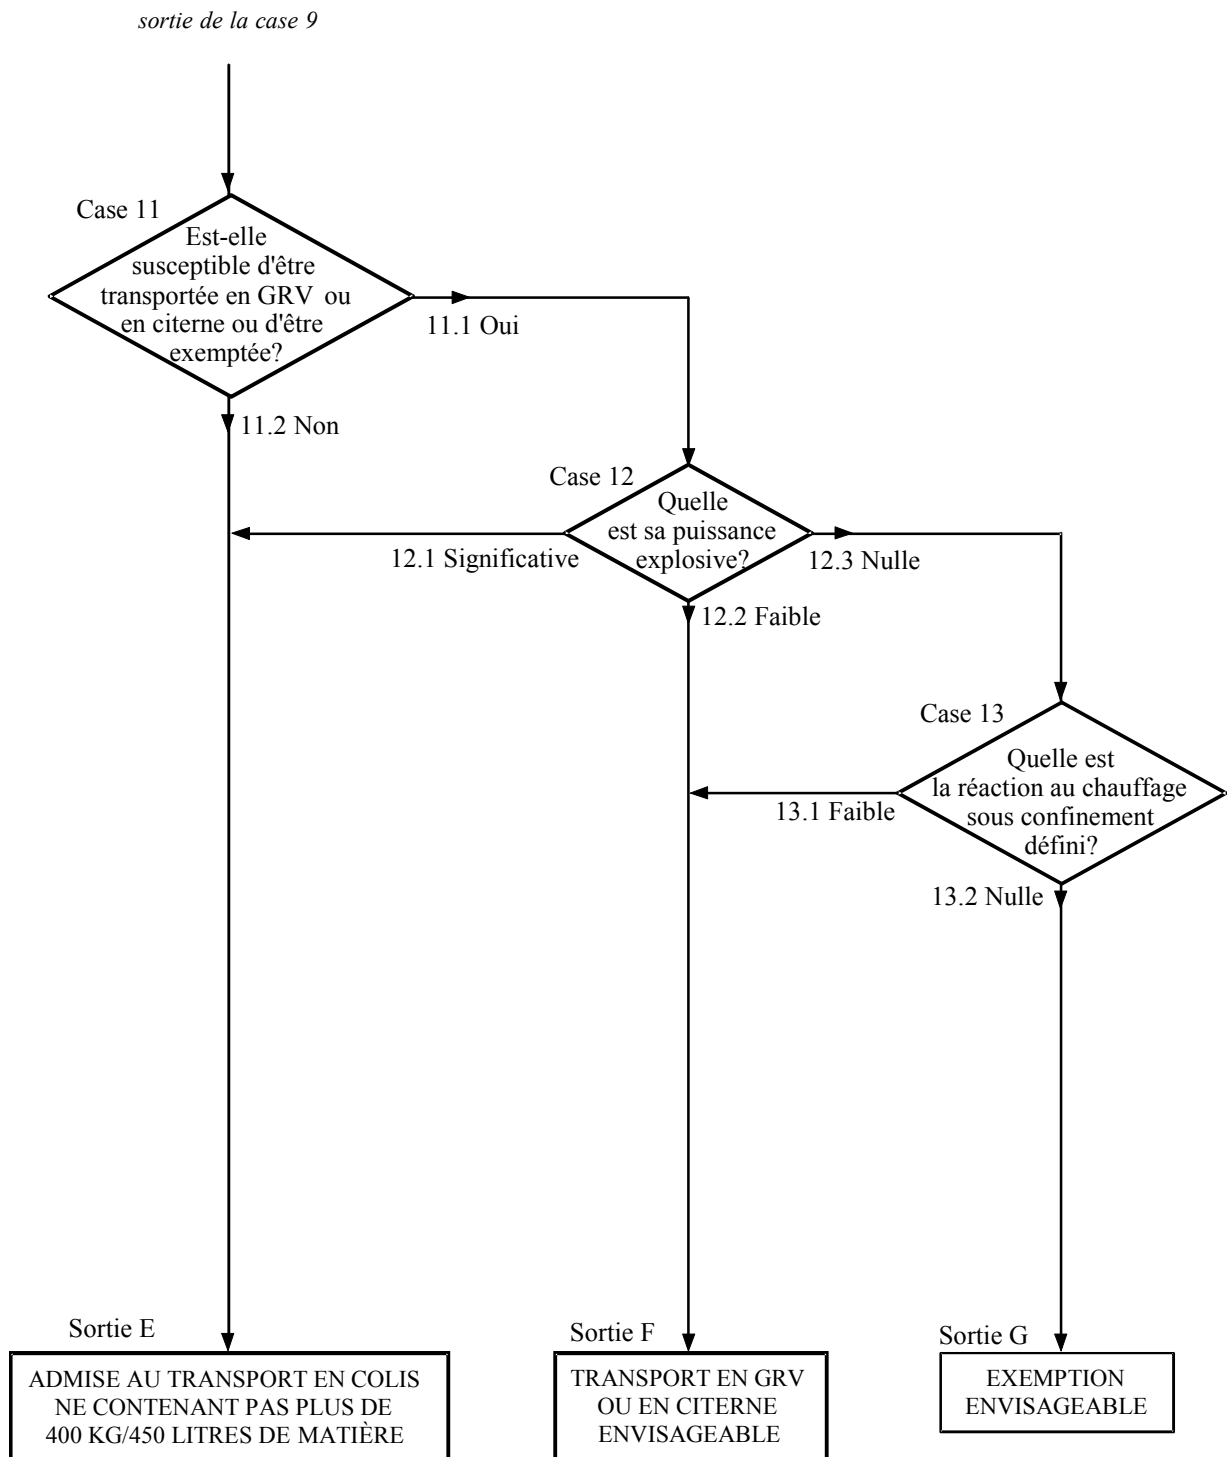 sortie de la case 9
Case 11
Est-elle
susceptible d'être
transportée en GRV ou
en citerne ou d'être
exemptée?
11.1 Oui
11.2 Non
Case 12
Quelle
est sa puissance
explosive?
12.1 Significative
12.3 Nulle
12.2 Faible
Case 13
Quelle est
la réaction au chauffage
sous confinement
défini?
13.1 Faible
13.2 Nulle
Sortie E
ADMISE AU TRANSPORT EN COLIS
NE CONTENANT PAS PLUS DE
400 KG/450 LITRES DE MATIÈRE
Sortie F
TRANSPORT EN GRV
OU EN CITERNE
ENVISAGEABLE
Sortie G
EXEMPTION
ENVISAGEABLE